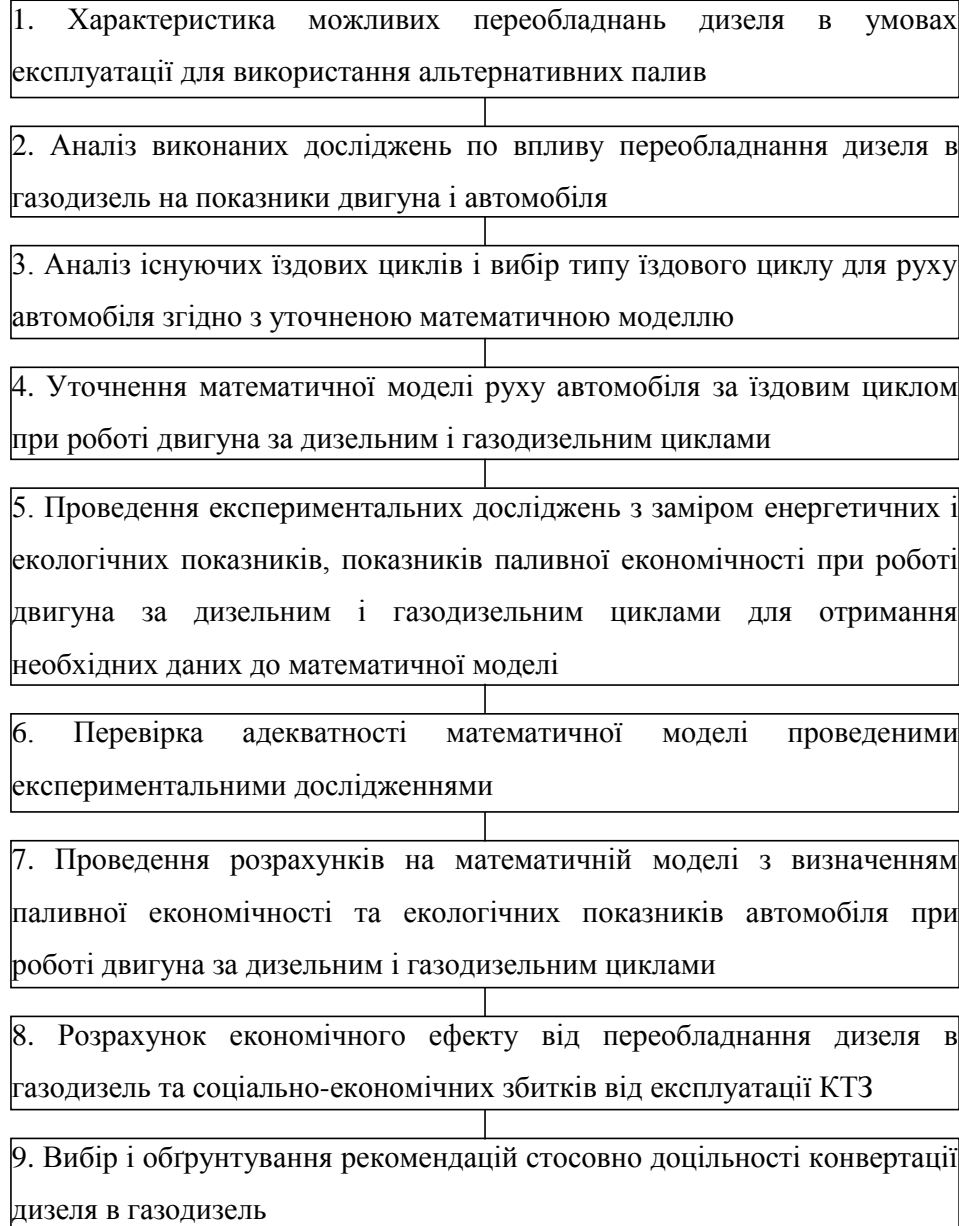 1. Характеристика можливих переобладнань дизеля в умовах
експлуатації для використання альтернативних палив
2. Аналіз виконаних досліджень по впливу переобладнання дизеля в
газодизель на показники двигуна і автомобіля
3. Аналіз існуючих їздових циклів і вибір типу їздового циклу для руху
автомобіля згідно з уточненою математичною моделлю
4. Уточнення математичної моделі руху автомобіля за їздовим циклом
при роботі двигуна за дизельним і газодизельним циклами
5. Проведення експериментальних досліджень з заміром енергетичних і
екологічних показників, показників паливної економічності при роботі
двигуна за дизельним і газодизельним циклами для отримання
необхідних даних до математичної моделі
6. Перевірка адекватності математичної моделі проведеними
експериментальними дослідженнями
7. Проведення розрахунків на математичній моделі з визначенням
паливної економічності та екологічних показників автомобіля при
роботі двигуна за дизельним і газодизельним циклами
8. Розрахунок економічного ефекту від переобладнання дизеля в
газодизель та соціально-економічних збитків від експлуатації КТЗ
9. Вибір і обґрунтування рекомендацій стосовно доцільності конвертації
дизеля в газодизель